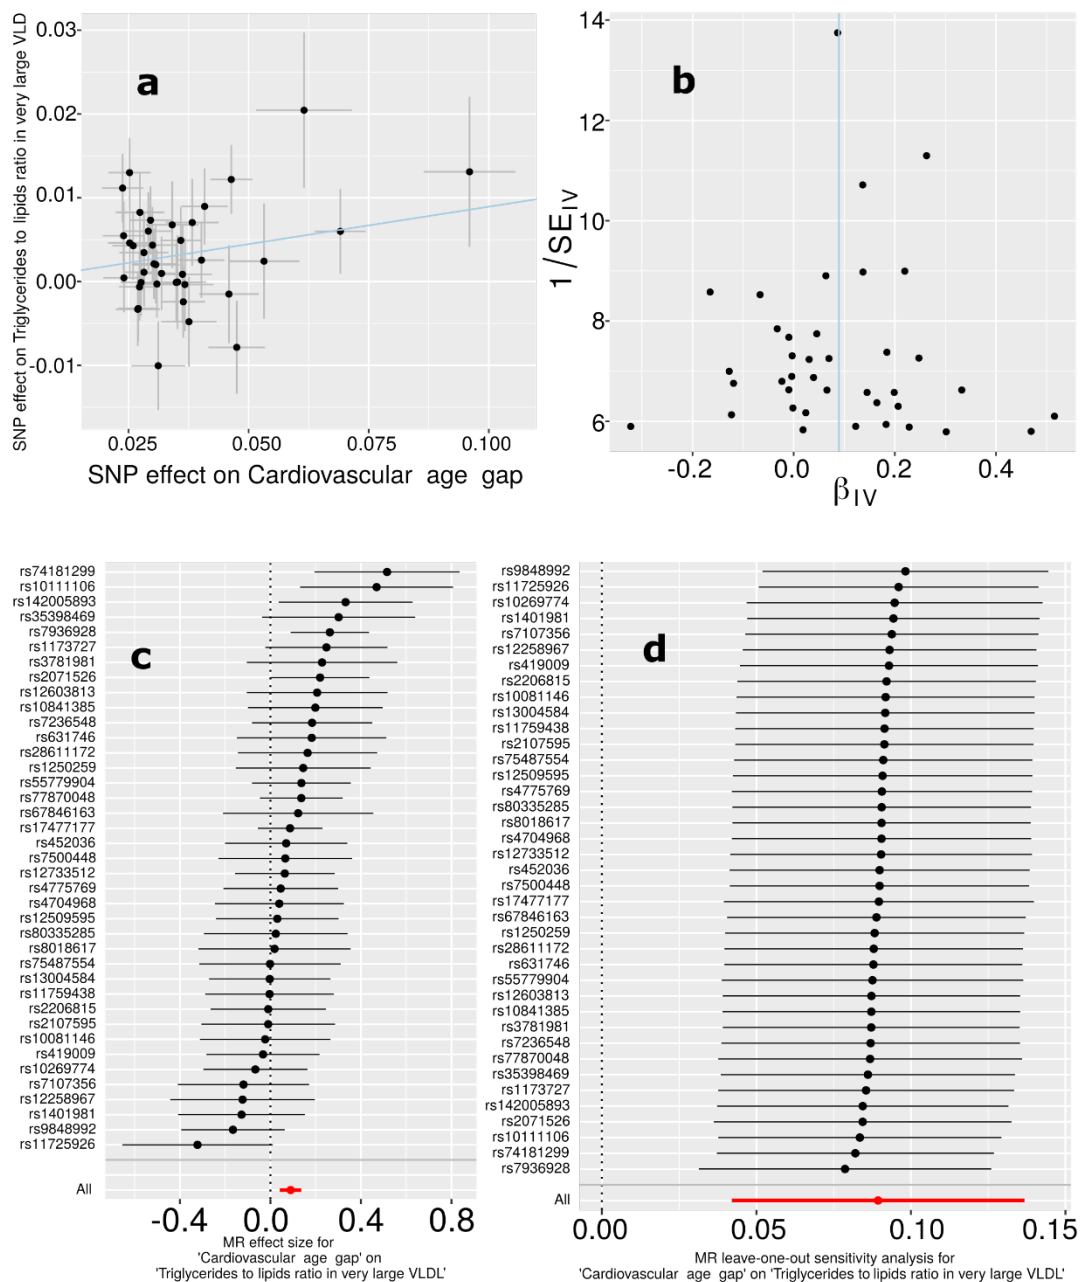 SNP effect on Triglycerides to lipids ratio in very large VLD
0.03
0.02
0.01
0.00
-0.01
a
0.025
0.050
0.075
0.100
SNP effect on Cardiovascular age gap
1/SEIV
14
12
10
8
6
b
-0.2
0.0
0.2
0.4
βIV
rs74181299
rs10111106
rs142005893
rs35398469
rs7936928
rs1173727
rs3781981
rs2071526
rs12603813
rs10841385
rs7236548
rs631746
rs28611172
rs1250259
rs55779904
rs77870048
rs67846163
rs17477177
rs452036
rs7500448
rs12733512
rs4775769
rs4704968
rs12509595
rs80335285
rs8018617
rs75487554
rs13004584
rs11759438
rs2206815
rs2107595
rs10081146
rs419009
rs10269774
rs7107356
rs12258967
rs1401981
rs9848992
rs11725926
All
c
-0.4
0.0
0.4
0.8
MR effect size for
'Cardiovascular age gap' on
'Triglycerides to lipids ratio in very large VLDL'
rs9848992
rs11725926
rs10269774
rs1401981
rs7107356
rs12258967
rs419009
rs2206815
rs10081146
rs13004584
rs11759438
rs2107595
rs75487554
rs12509595
rs4775769
rs80335285
rs8018617
rs4704968
rs12733512
rs452036
rs7500448
rs17477177
rs67846163
rs1250259
rs28611172
rs631746
rs55779904
rs12603813
rs10841385
rs3781981
rs7236548
rs77870048
rs35398469
rs1173727
rs142005893
rs2071526
rs10111106
rs74181299
rs7936928
All
d
0.00
0.05
0.10
0.15
MR leave-one-out sensitivity analysis for
'Cardiovascular age gap' on 'Triglycerides to lipids ratio in very large VLDL'